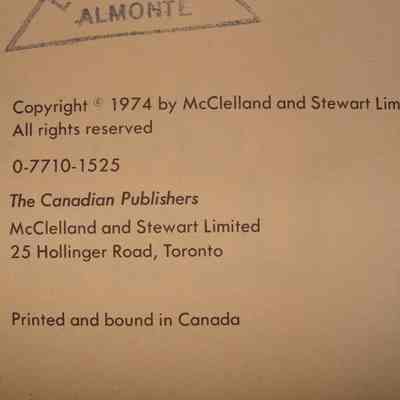 ALMONTE
Copyright © 1974 by McClelland and Stewart Lim
All rights reserved
0-7710-1525
The Canadian Publishers
McClelland and Stewart Limited
25 Hollinger Road, Toronto
Printed and bound in Canada